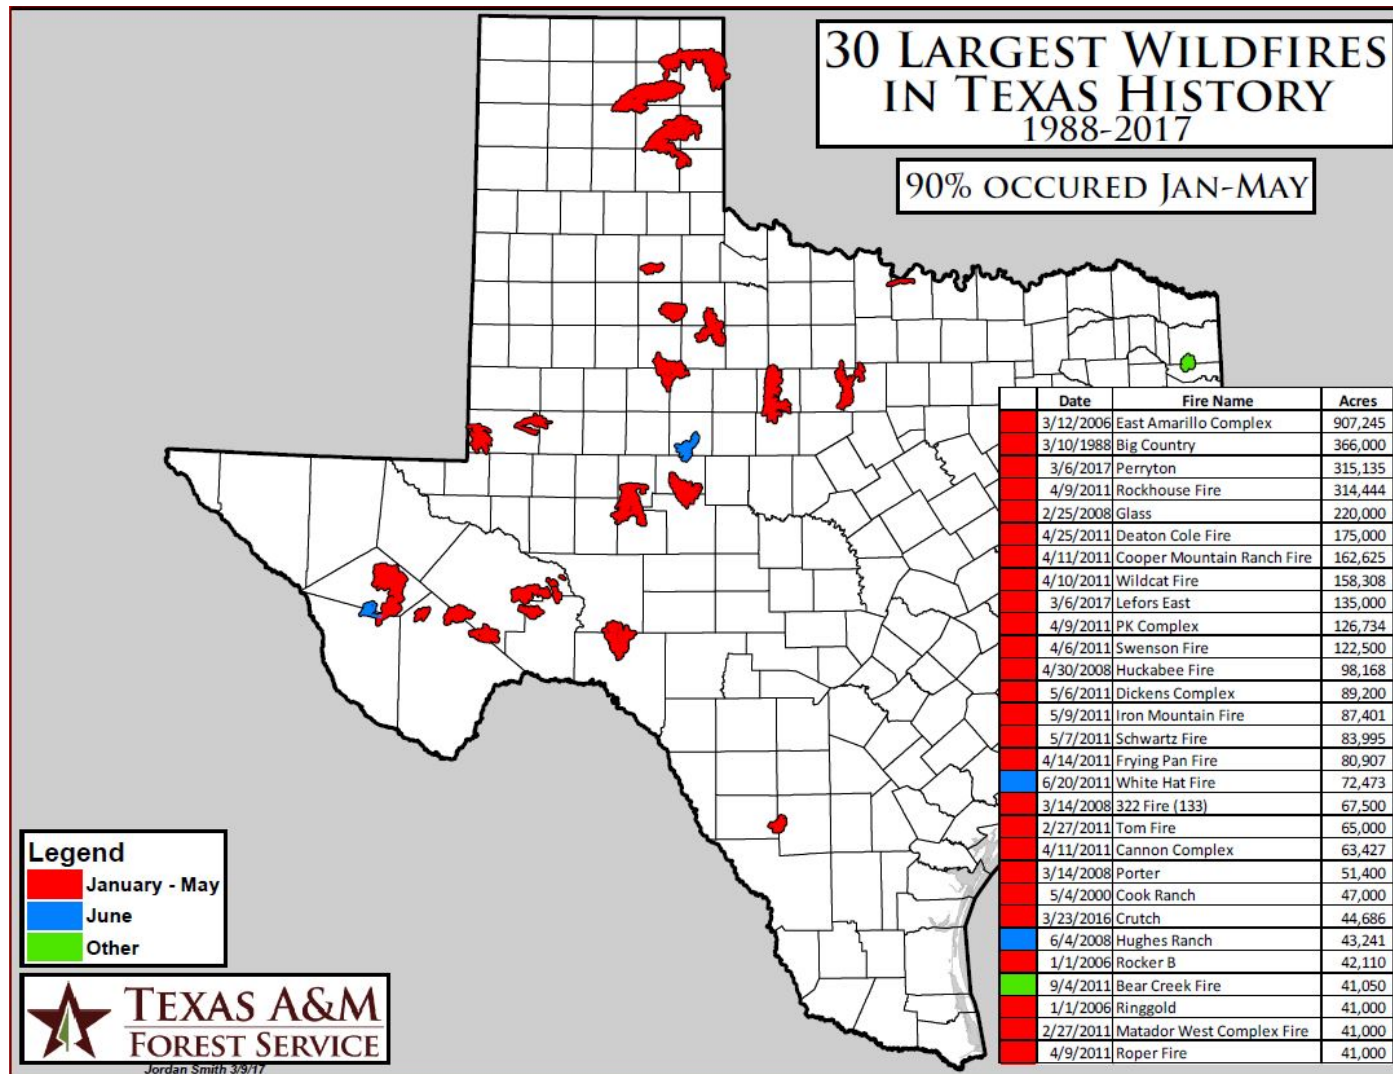 30 LARGEST WILDFIRES
IN TEXAS HISTORY
1988-2017
90% OCCURED JAN-MAY
Date Fire Name Acres
3/12/2006 East Amarillo Complex 907,245
3/10/1988 Big Country 366,000
3/6/2017 Perryton 315,135
4/9/2011 Rockhouse Fire 314,444
2/25/2008 Glass 220,000
4/25/2011 Deaton Cole Fire 175,000
4/11/2011 Cooper Mountain Ranch Fire 162,625
4/10/2011 Wildcat Fire 158,308
3/6/2017 Lefors East 135,000
4/9/2011 PK Complex 126,734
4/6/2011 Swenson Fire 122,500
4/30/2008 Huckabee Fire 98,168
5/6/2011 Dickens Complex 89,200
5/9/2011 Iron Mountain Fire 87,401
5/7/2011 Schwartz Fire 83,995
4/14/2011 Frying Pan Fire 80,907
6/20/2011 White Hat Fire 72,473
3/14/2008 322 Fire (133) 67,500
2/27/2011 Tom Fire 65,000
4/11/2011 Cannon Complex 63,427
3/14/2008 Porter 51,400
5/4/2000 Cook Ranch 47,000
3/23/2016 Crutch 44,686
6/4/2008 Hughes Ranch 43,241
1/1/2006 Rocker B 42,110
9/4/2011 Bear Creek Fire 41,050
1/1/2006 Ringgold 41,000
2/27/2011 Matador West Complex Fire 41,000
4/9/2011 Roper Fire 41,000
Legend
January - May
June
Other
TEXAS A&M
FOREST SERVICE
Jordan Smith 3/9/17